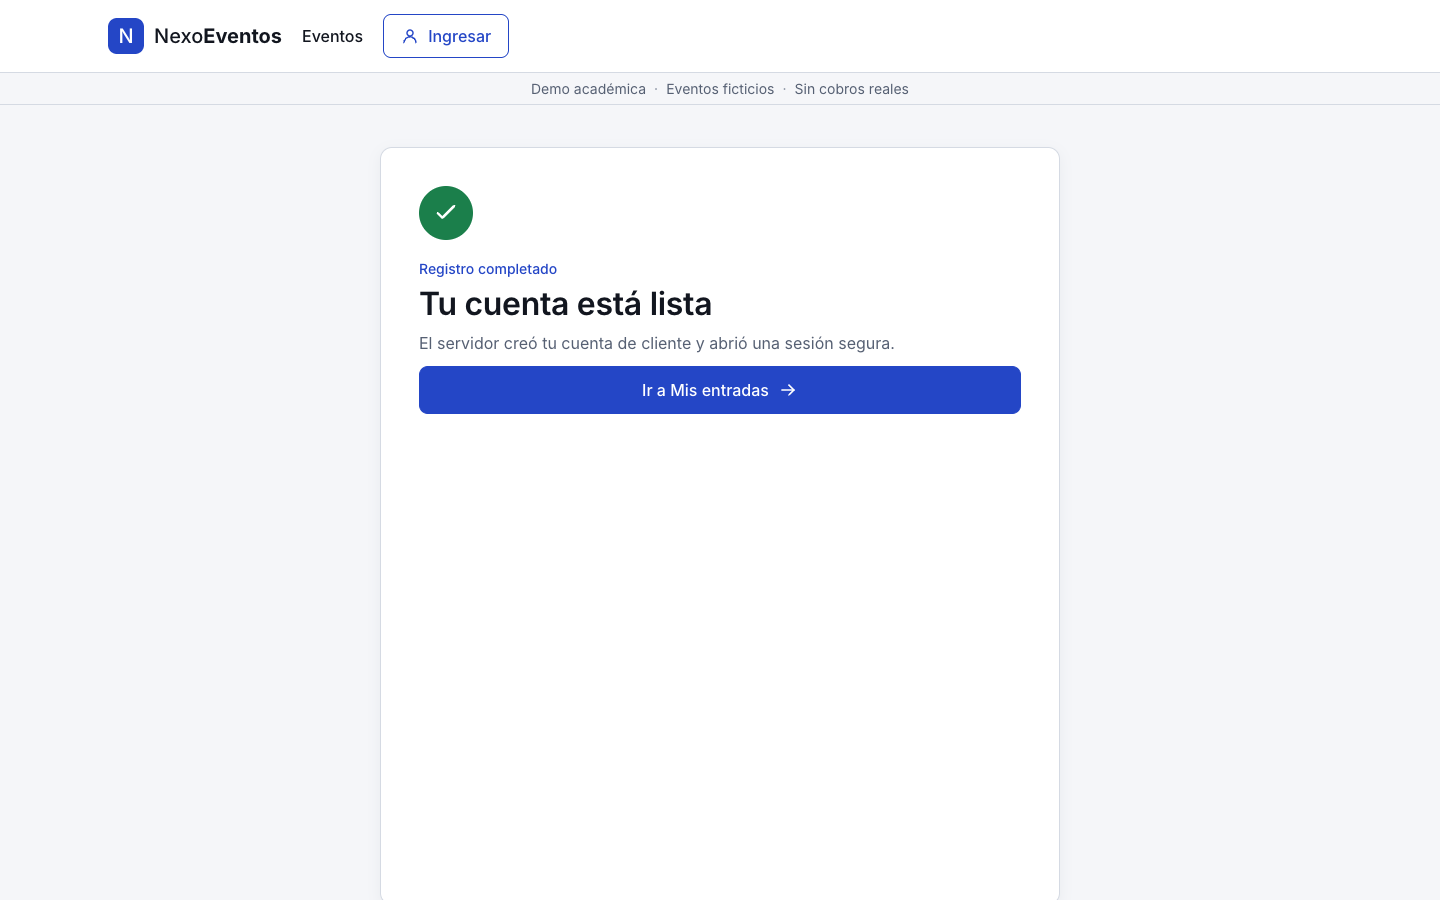 N NexoEventos Eventos Ingresar
Demo académica · Eventos ficticios · Sin cobros reales
Registro completado
Tu cuenta está lista
El servidor creó tu cuenta de cliente y abrió una sesión segura.
Ir a Mis entradas →